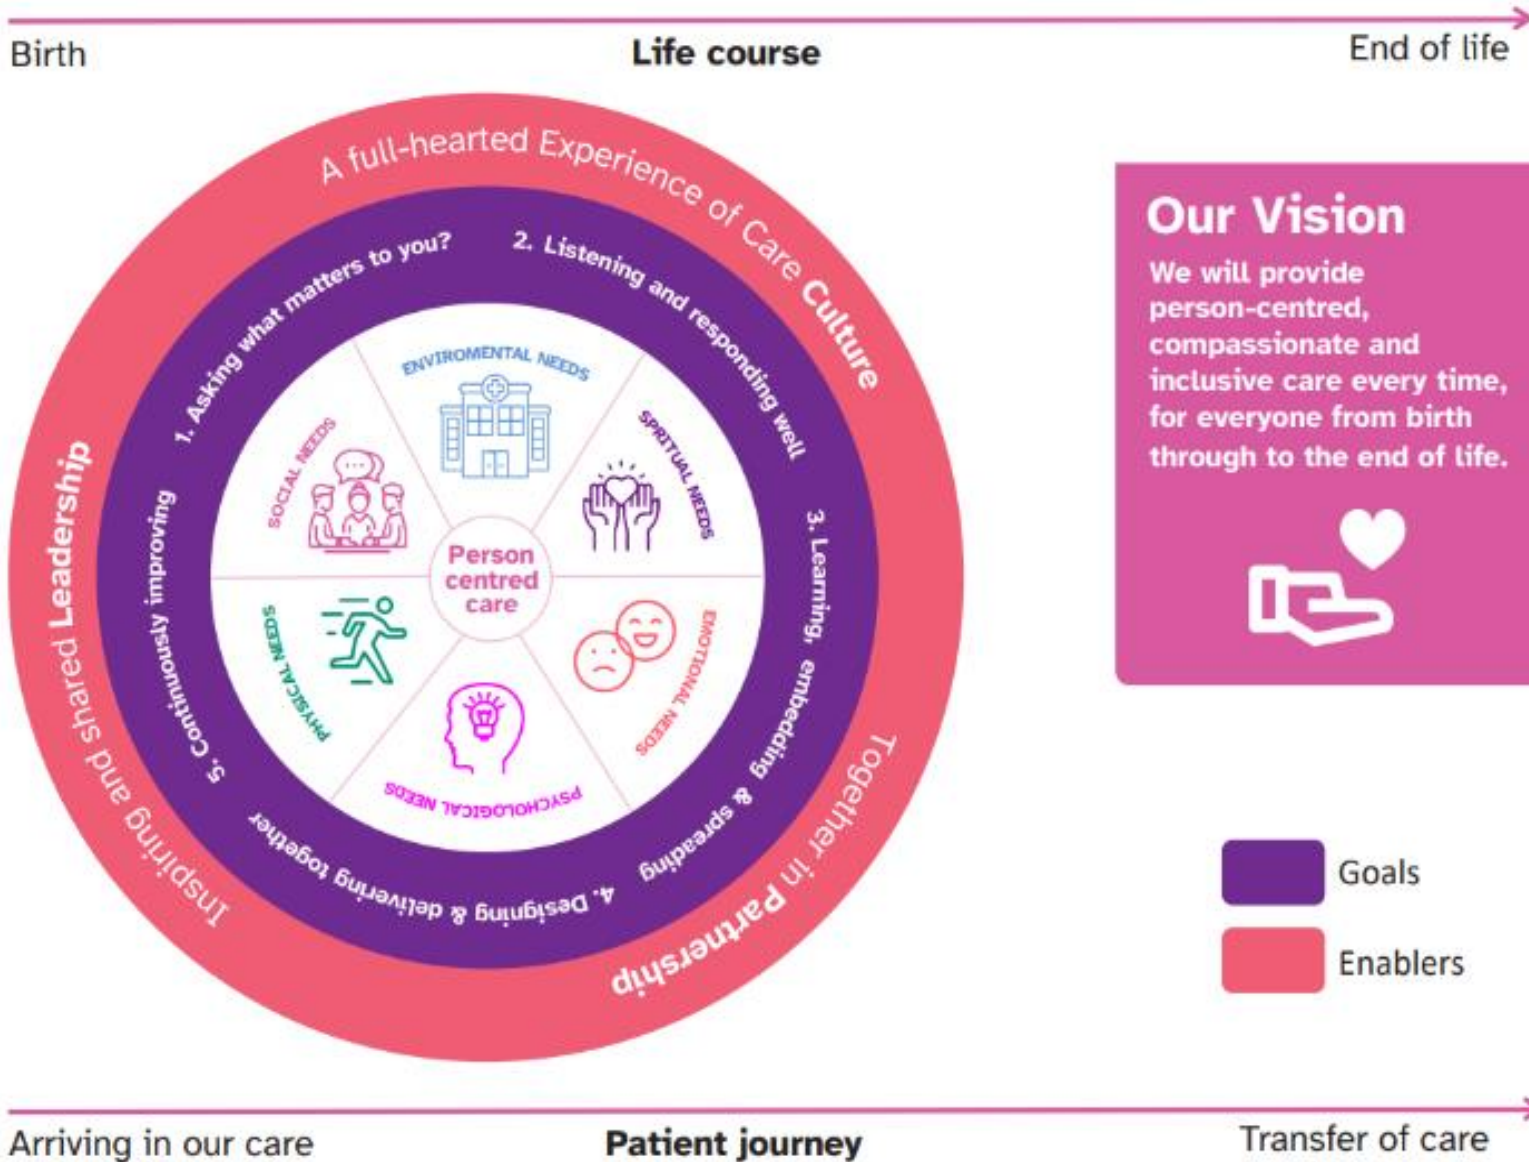 Birth
Life course
End of life
A full-hearted Experience of Care Culture
Together in Partnership
Inspiring and shared Leadership
1. Asking what matters to you?
2. Listening and responding well
3. Learning, embedding & spreading
4. Designing & delivering together
5. Continuously improving
ENVIROMENTAL NEEDS
SPRITUAL NEEDS
EMOTIONAL NEEDS
PSYCHOLOGICAL NEEDS
PHYSICAL NEEDS
SOCIAL NEEDS
Person
centred
care
Our Vision
We will provide
person-centred,
compassionate and
inclusive care every time,
for everyone from birth
through to the end of life.
Goals
Enablers
Arriving in our care
Patient journey
Transfer of care